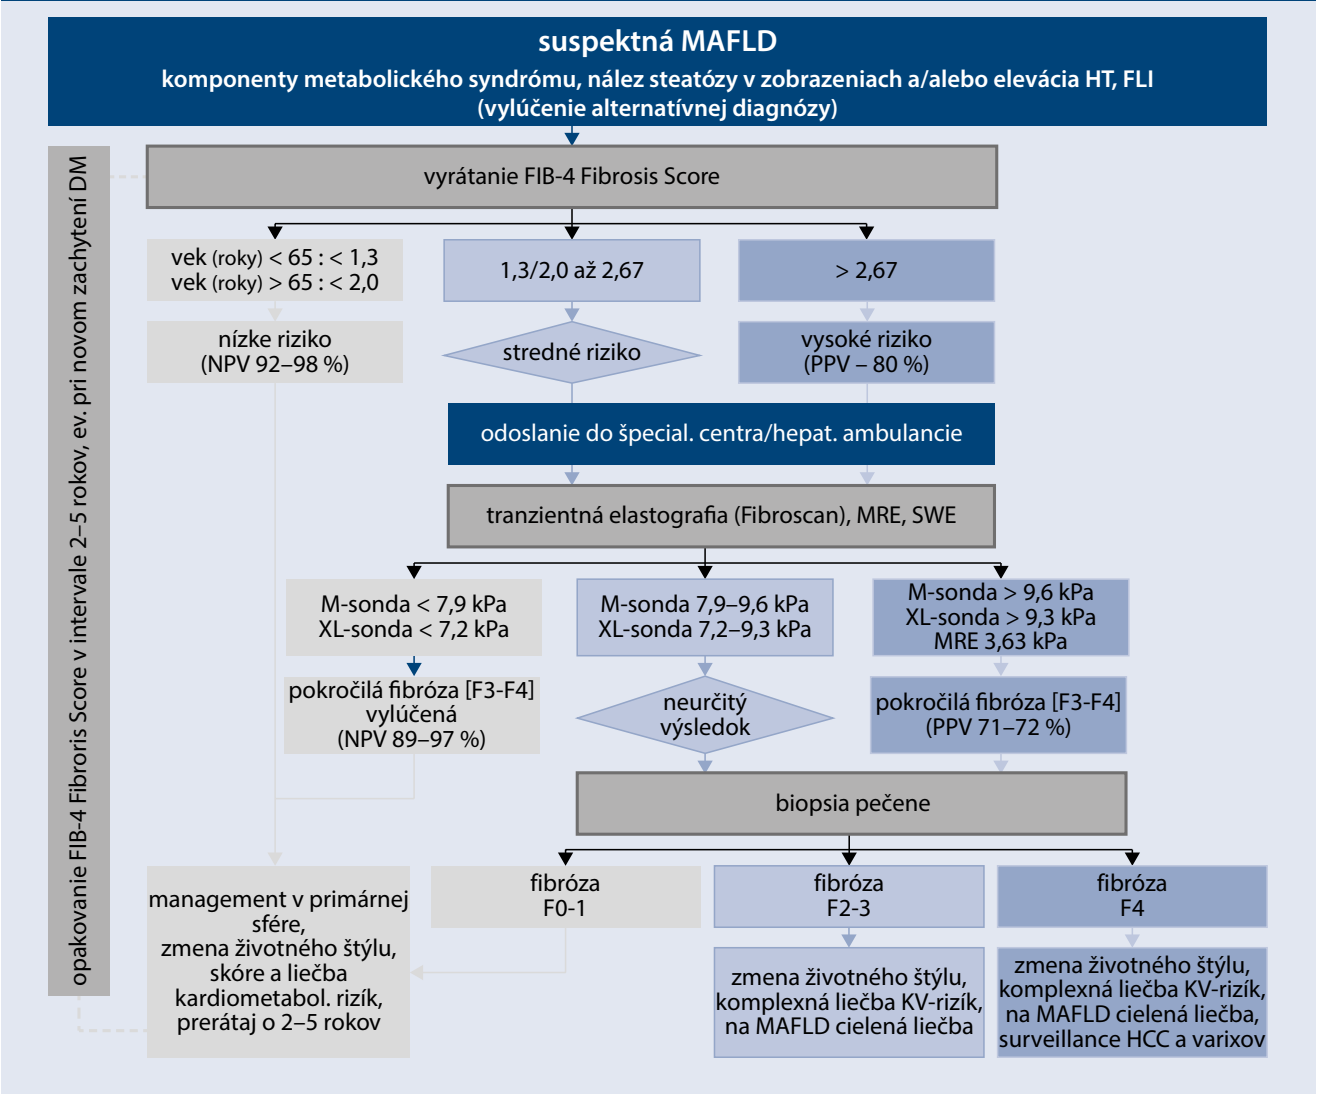 suspektná MAFLD
komponenty metabolického syndrómu, nález steatózy v zobrazeniach a/alebo elevácia HT, FLI
(vylúčenie alternatívnej diagnózy)
opakovanie FIB-4 Fibroris Score v intervale 2–5 rokov, ev. pri novom zachytení DM
vyrátanie FIB-4 Fibrosis Score
vek (roky) < 65 : < 1,3
vek (roky) > 65 : < 2,0
1,3/2,0 až 2,67
> 2,67
nízke riziko
(NPV 92–98 %)
stredné riziko
vysoké riziko
(PPV – 80 %)
odoslanie do špecial. centra/hepat. ambulancie
tranzientná elastografia (Fibroscan), MRE, SWE
M-sonda < 7,9 kPa
XL-sonda < 7,2 kPa
M-sonda 7,9–9,6 kPa
XL-sonda 7,2–9,3 kPa
M-sonda > 9,6 kPa
XL-sonda > 9,3 kPa
MRE 3,63 kPa
pokročilá fibróza [F3-F4]
vylúčená
(NPV 89–97 %)
neurčitý
výsledok
pokročilá fibróza [F3-F4]
(PPV 71–72 %)
biopsia pečene
management v primárnej
sfére,
zmena životného štýlu,
skóre a liečba
kardiometabol. rizík,
prerátaj o 2–5 rokov
fibróza
F0-1
fibróza
F2-3
fibróza
F4
zmena životného štýlu,
komplexná liečba KV-rizík,
na MAFLD cielená liečba
zmena životného štýlu,
komplexná liečba KV-rizík,
na MAFLD cielená liečba,
surveillance HCC a varixov